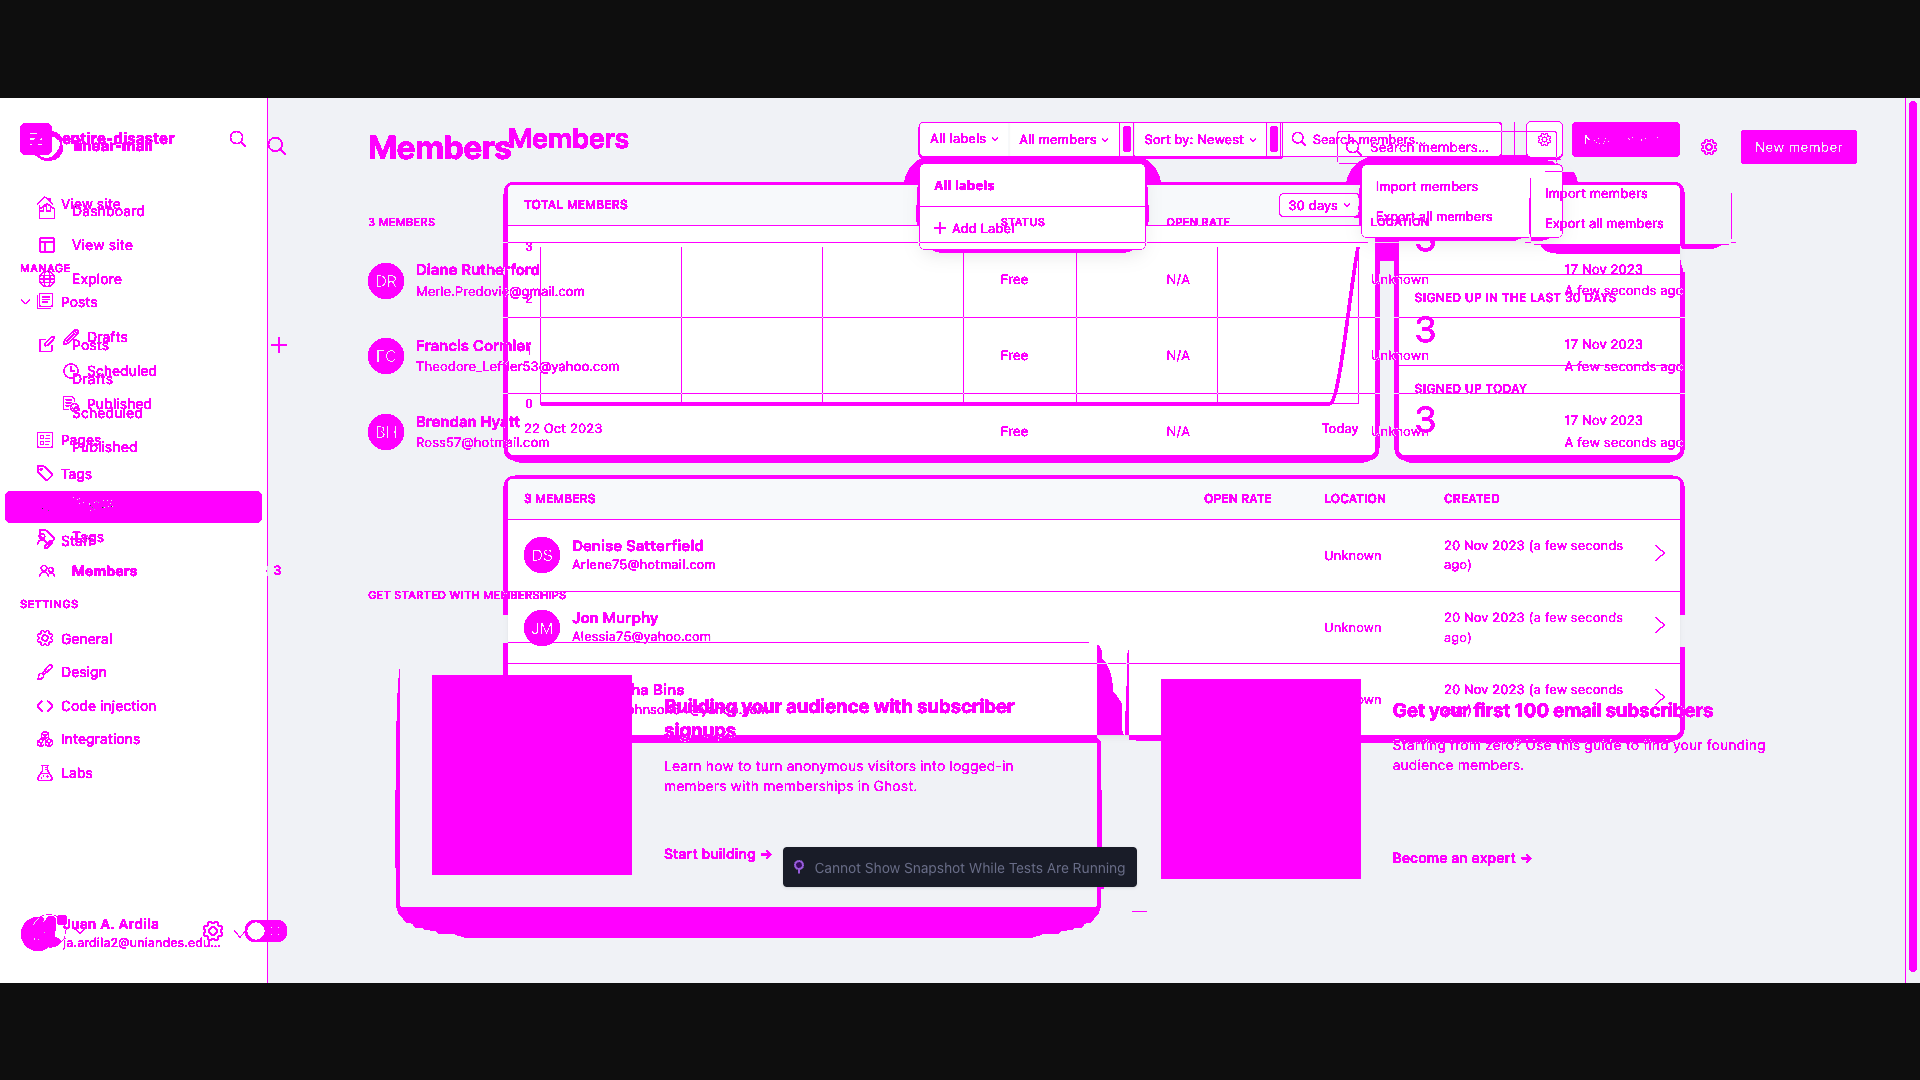 entire-disaster
linear-mail
View site
Dashboard
View site
MANAGE
Explore
Posts
Drafts
Posts
Scheduled
Drafts
Published
Scheduled
Pages
Published
Tags
Tags
Staff
Members
3
SETTINGS
General
Design
Code injection
Integrations
Labs
Juan A. Ardila
ja.ardila2@uniandes.edu...
Members
Members
All labels
All members
Sort by: Newest
Search members...
Search members...
New member
All labels
Add Label
Import members
Export all members
Import members
Export all members
TOTAL MEMBERS
30 days
3 MEMBERS
STATUS
OPEN RATE
LOCATION
3
2
0
22 Oct 2023
Today
Diane Rutherford
Merle.Predovic@gmail.com
Free
N/A
Unknown
17 Nov 2023
A few seconds ago
Francis Cormier
Theodore_Leffler53@yahoo.com
Free
N/A
Unknown
17 Nov 2023
A few seconds ago
Brendan Hyatt
Ross57@hotmail.com
Free
N/A
Unknown
17 Nov 2023
A few seconds ago
DR
FC
BH
3
SIGNED UP IN THE LAST 30 DAYS
3
SIGNED UP TODAY
3
3 MEMBERS
OPEN RATE
LOCATION
CREATED
DS
Denise Satterfield
Arlene75@hotmail.com
Unknown
20 Nov 2023 (a few seconds
ago)
GET STARTED WITH MEMBERSHIPS
JM
Jon Murphy
Alessia75@yahoo.com
Unknown
20 Nov 2023 (a few seconds
ago)
Bins
20 Nov 2023 (a few seconds
Building your audience with subscriber
signups
Learn how to turn anonymous visitors into logged-in
members with memberships in Ghost.
Start building →
Get your first 100 email subscribers
Starting from zero? Use this guide to find your founding
audience members.
Become an expert →
Cannot Show Snapshot While Tests Are Running